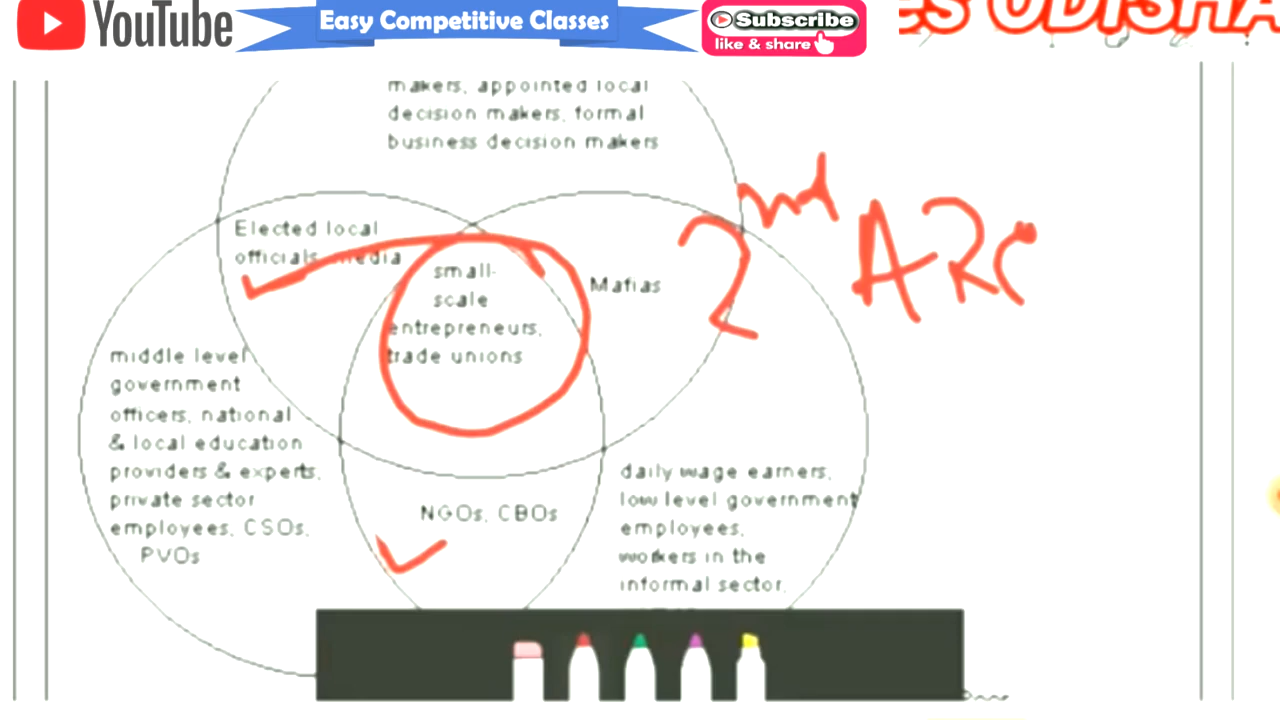 YouTube
Easy Competitive Classes
Subscribe
like & share
es ODISHA
makers, appointed local
decision makers, formal
business decision makers
Elected local
officials, media
small-
scale
entrepreneurs,
trade unions
Mafias
2nd ARC
middle level
government
officers, national
& local education
providers & experts,
private sector
employees, CSOs,
PVOs
NGOs, CBOs
daily wage earners,
low level government
employees,
workers in the
informal sector,